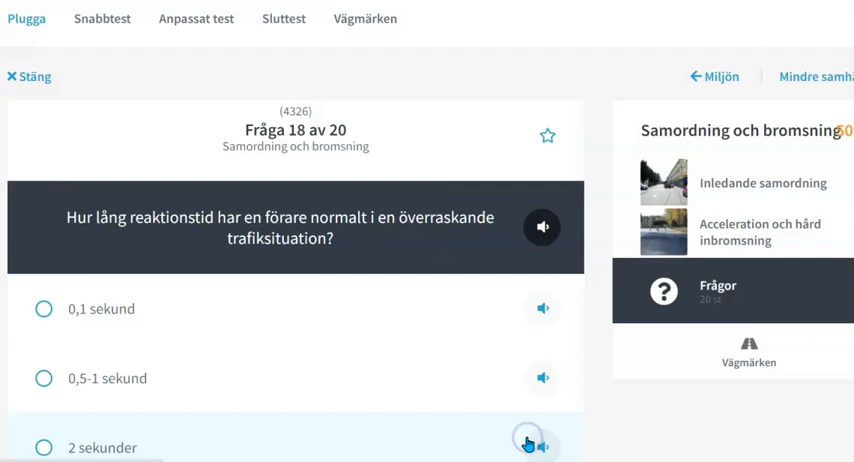 Plugga Snabbtest Anpassat test Sluttest Vägmärken
Stäng
Miljön Mindre
(4326)
Fråga 18 av 20
Samordning och bromsning
Hur lång reaktionstid har en förare normalt i en överraskande
trafiksituation?
0,1 sekund
0,5-1 sekund
2 sekunder
Samordning och bromsning
Inledande samordning
Acceleration och hård
inbromsning
Frågor
20 st
Vägmärken